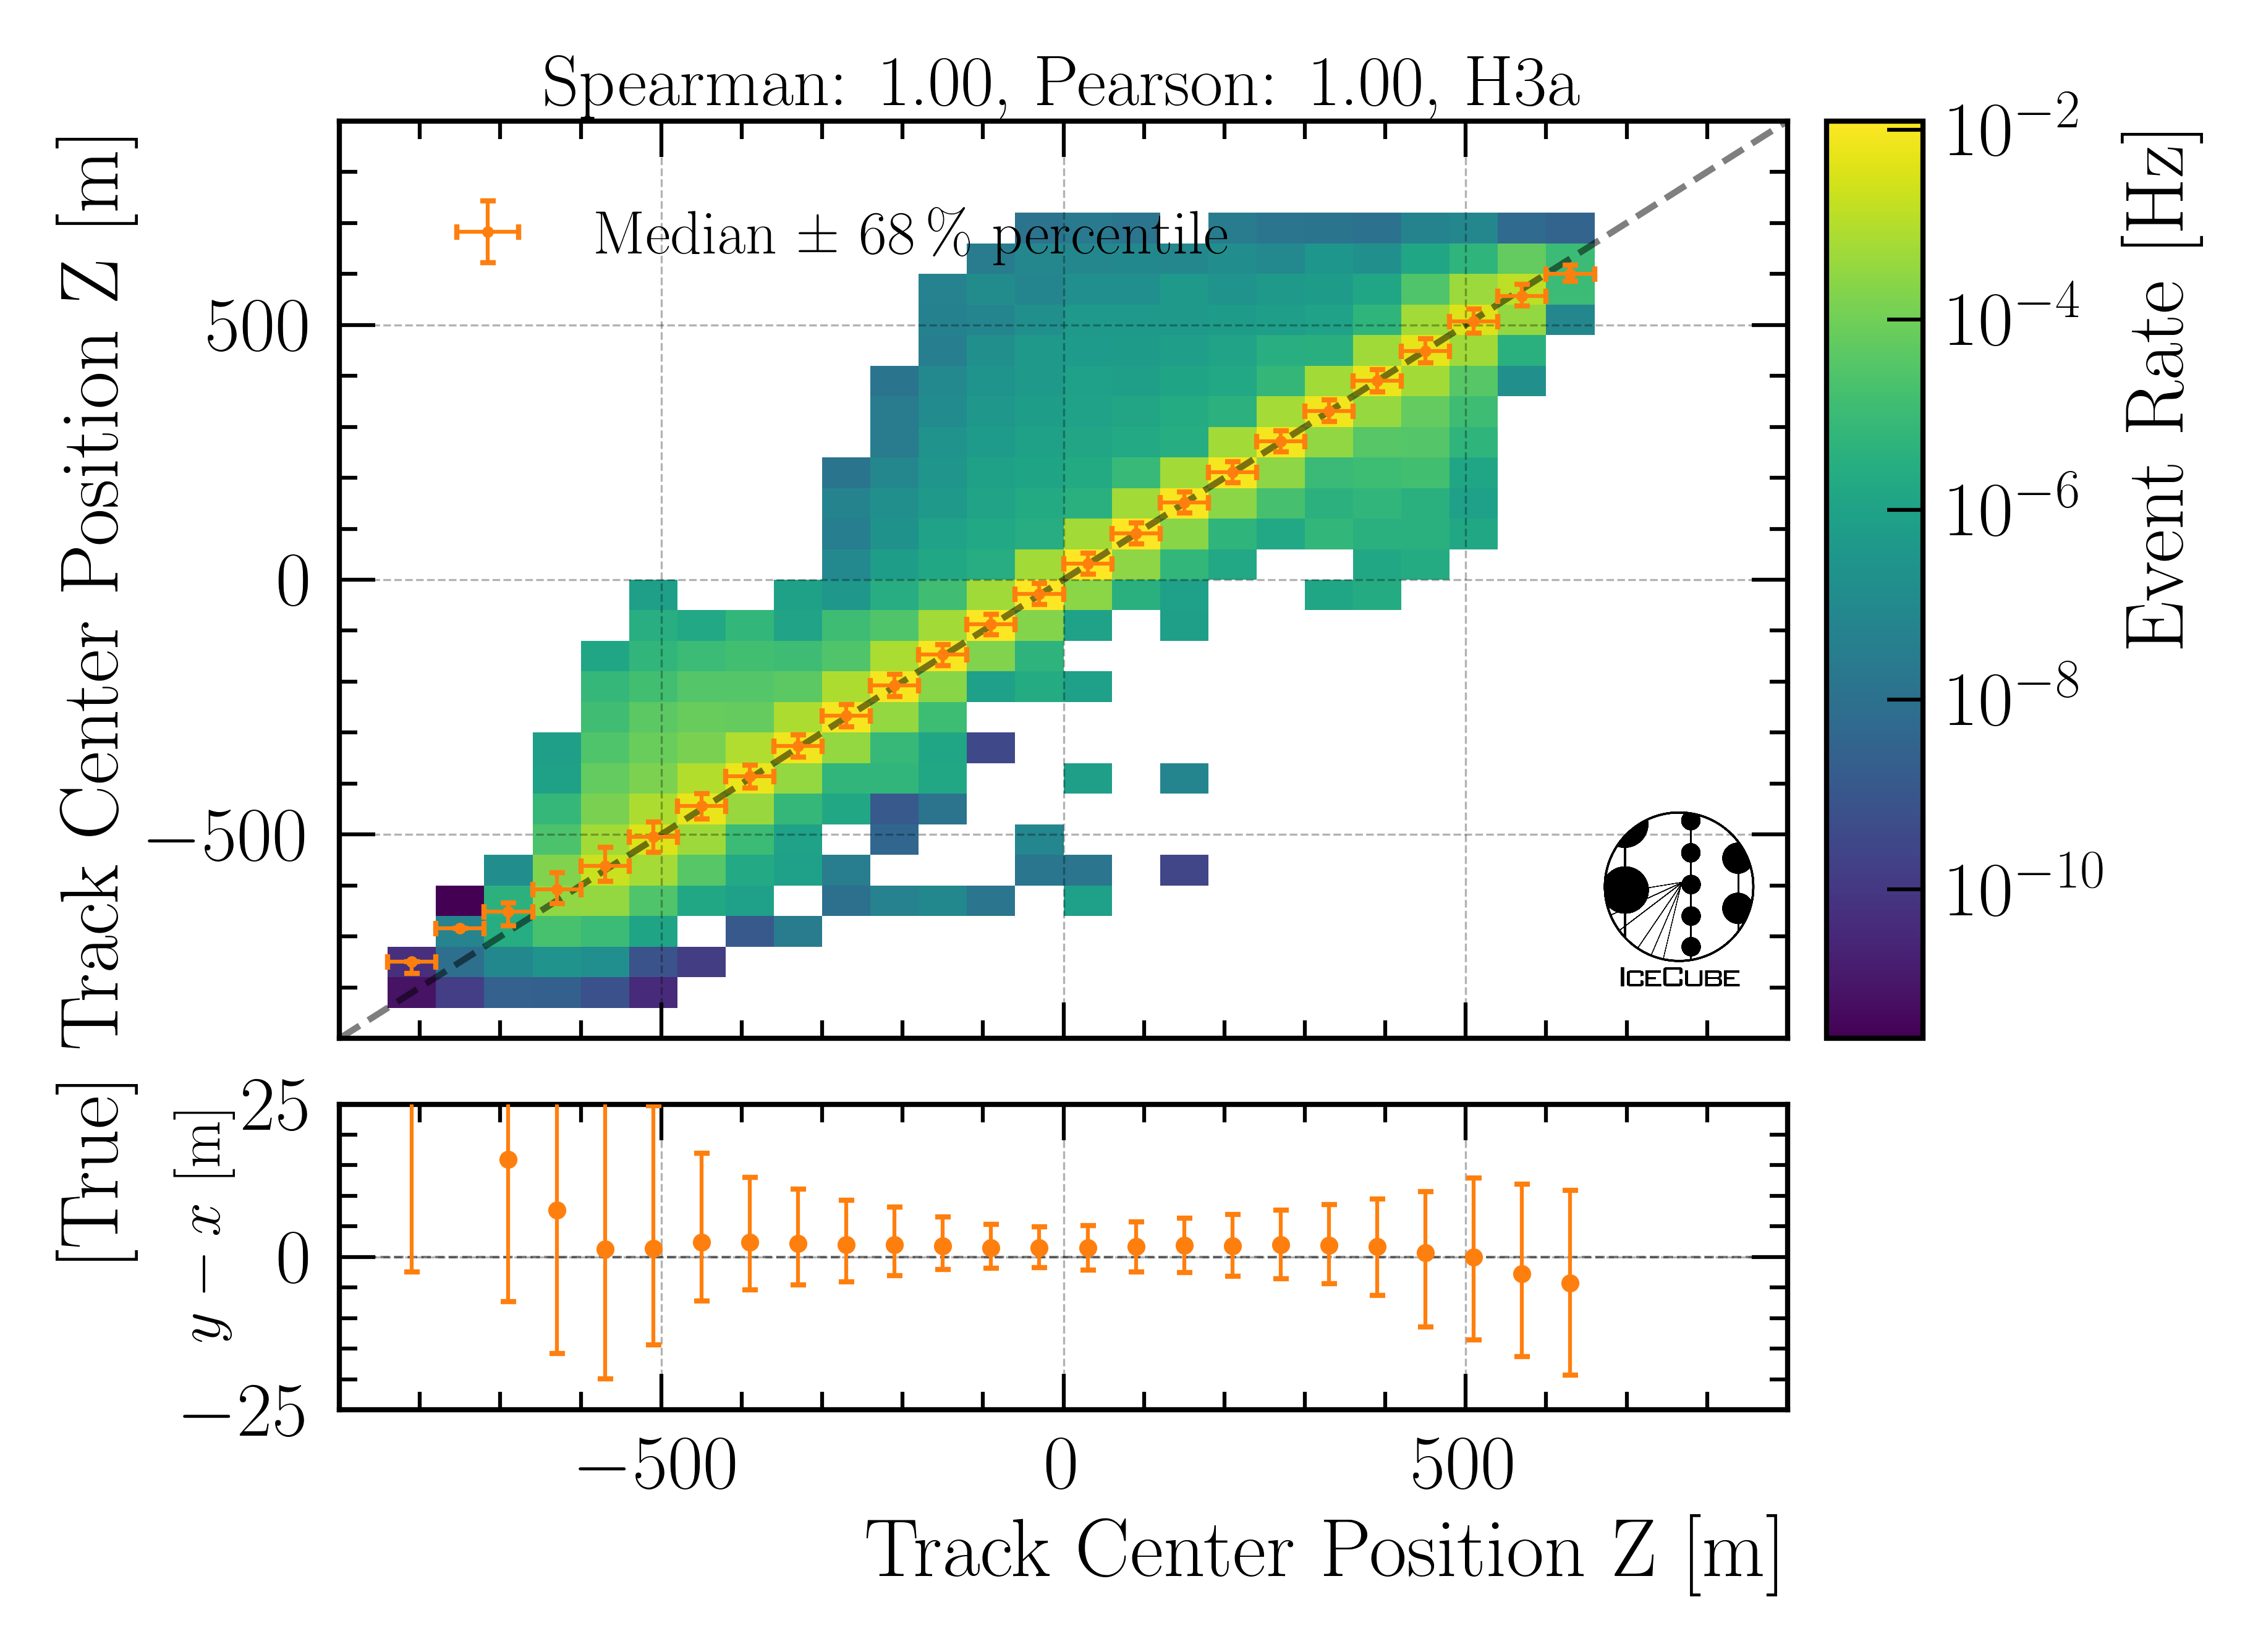 Spearman: 1.00, Pearson: 1.00, H3a
Median ± 68 % percentile
[True] Track Center Position Z [m]
500
0
−500
ICECUBE
10⁻²
10⁻⁴
10⁻⁶
10⁻⁸
10⁻¹⁰
Event Rate [Hz]
y − x [m]
25
0
−25
−500 0 500
Track Center Position Z [m]